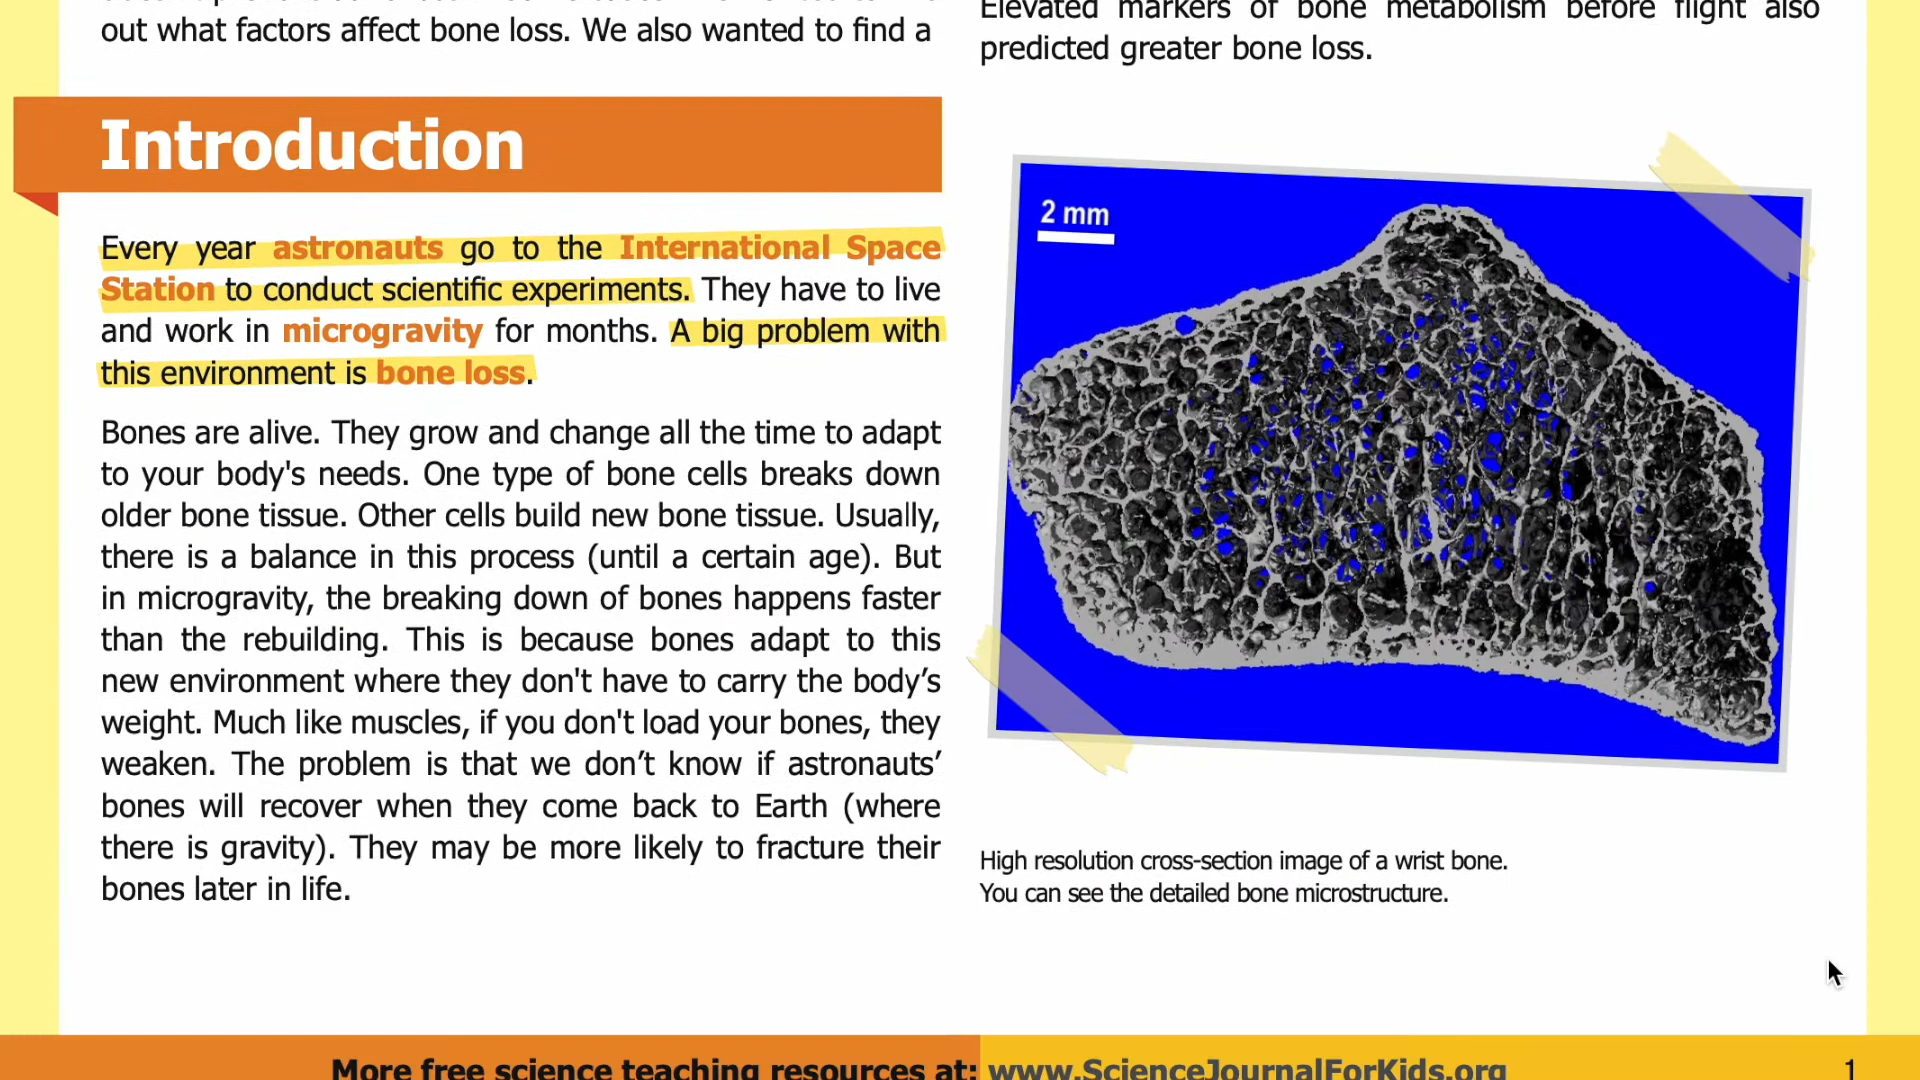 out what factors affect bone loss. We also wanted to find a
Introduction
Every year astronauts go to the International Space
Station to conduct scientific experiments. They have to live
and work in microgravity for months. A big problem with
this environment is bone loss.
Bones are alive. They grow and change all the time to adapt
to your body's needs. One type of bone cells breaks down
older bone tissue. Other cells build new bone tissue. Usually,
there is a balance in this process (until a certain age). But
in microgravity, the breaking down of bones happens faster
than the rebuilding. This is because bones adapt to this
new environment where they don't have to carry the body’s
weight. Much like muscles, if you don't load your bones, they
weaken. The problem is that we don’t know if astronauts’
bones will recover when they come back to Earth (where
there is gravity). They may be more likely to fracture their
bones later in life.
Elevated markers of bone metabolism before flight also
predicted greater bone loss.
2 mm
High resolution cross-section image of a wrist bone.
You can see the detailed bone microstructure.
More free science teaching resources at: www.ScienceJournalForKids.org
1